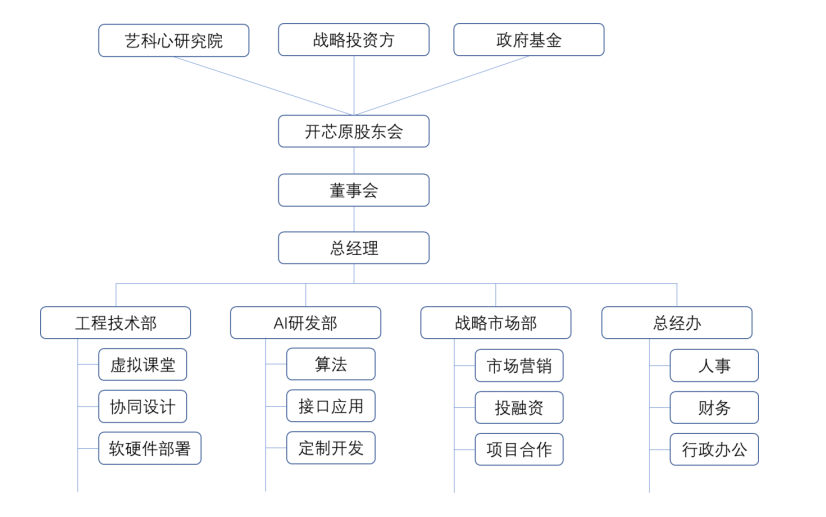 艺科心研究院
战略投资方
政府基金
开芯原股东会
董事会
总经理
工程技术部
AI研发部
战略市场部
总经办
虚拟课堂
算法
市场营销
人事
协同设计
接口应用
投融资
财务
软硬件部署
定制开发
项目合作
行政办公